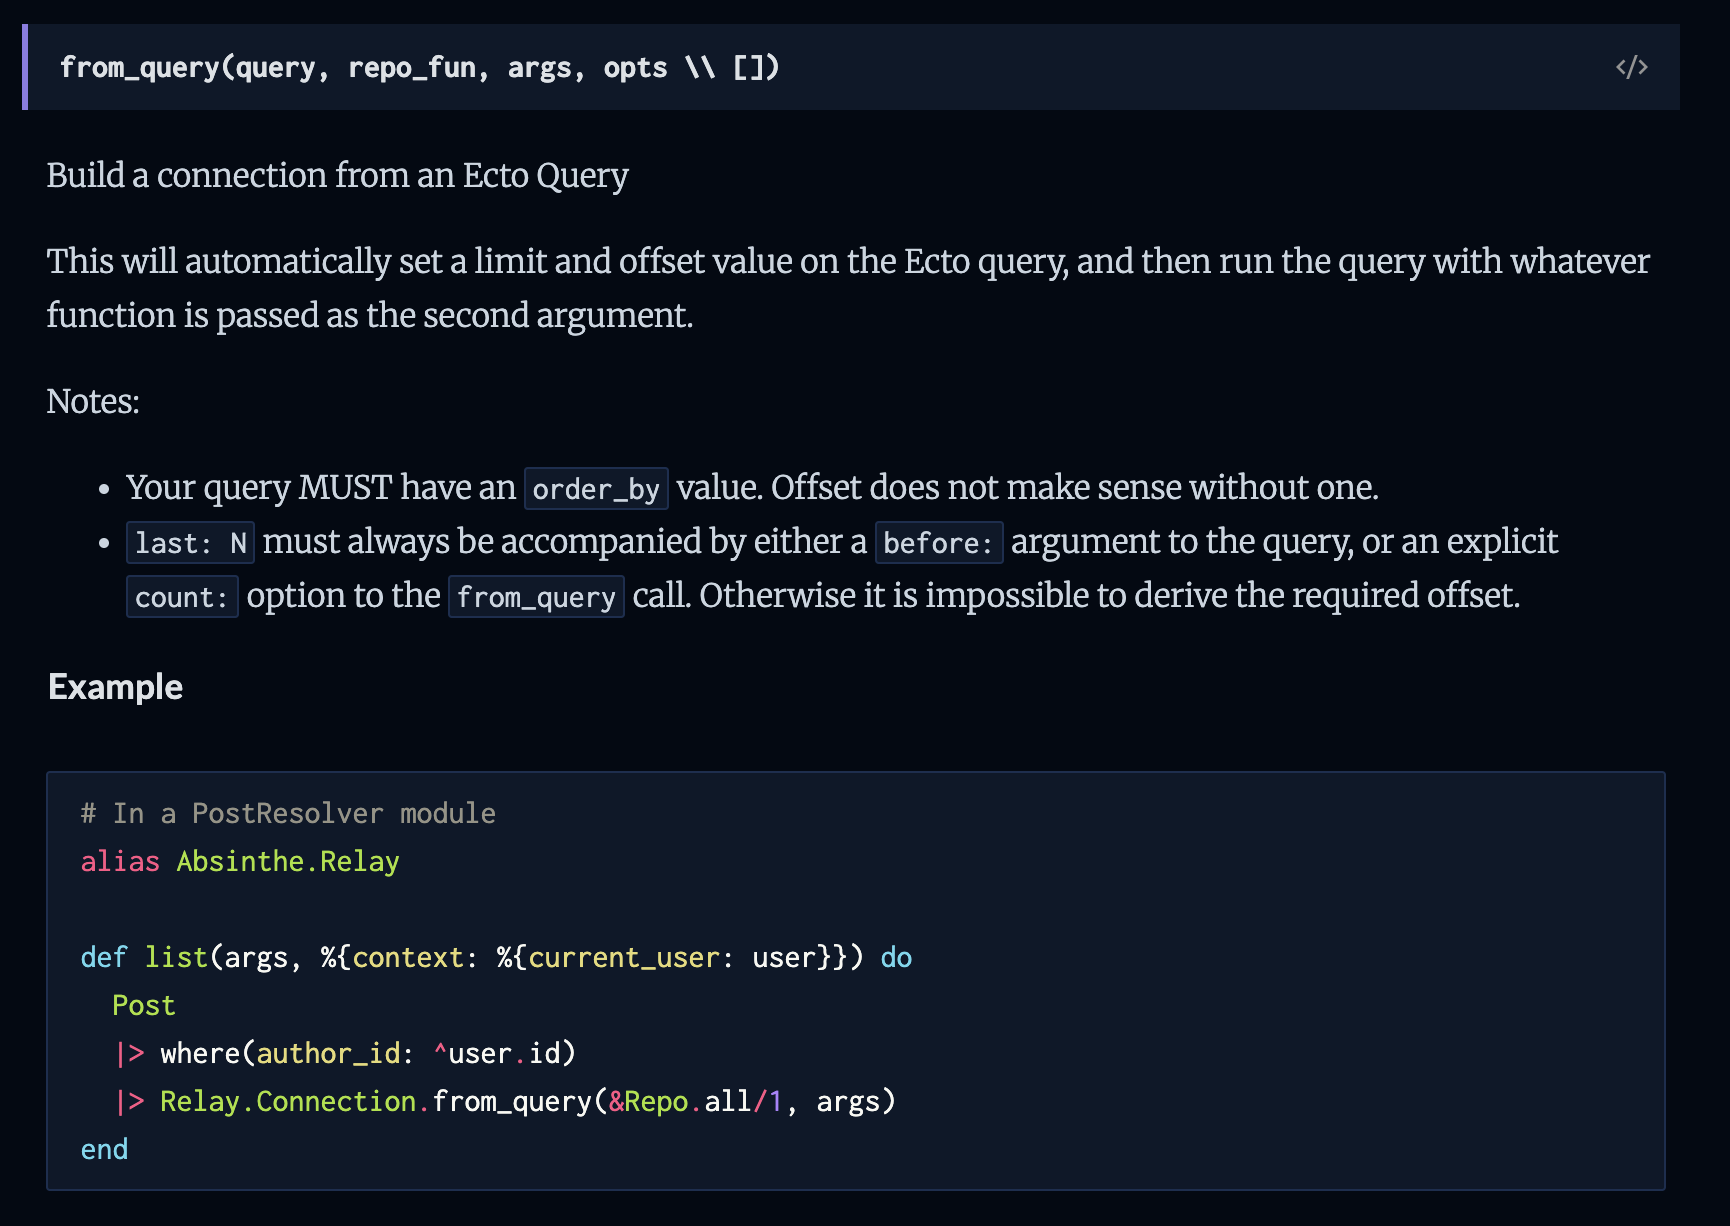 from_query(query, repo_fun, args, opts \\ [])
</>
Build a connection from an Ecto Query
This will automatically set a limit and offset value on the Ecto query, and then run the query with whatever
function is passed as the second argument.
Notes:
• Your query MUST have an order_by value. Offset does not make sense without one.
• last: N must always be accompanied by either a before: argument to the query, or an explicit
count: option to the from_query call. Otherwise it is impossible to derive the required offset.
Example
# In a PostResolver module
alias Absinthe.Relay
def list(args, %{context: %{current_user: user}}) do
  Post
  |> where(author_id: ^user.id)
  |> Relay.Connection.from_query(&Repo.all/1, args)
end